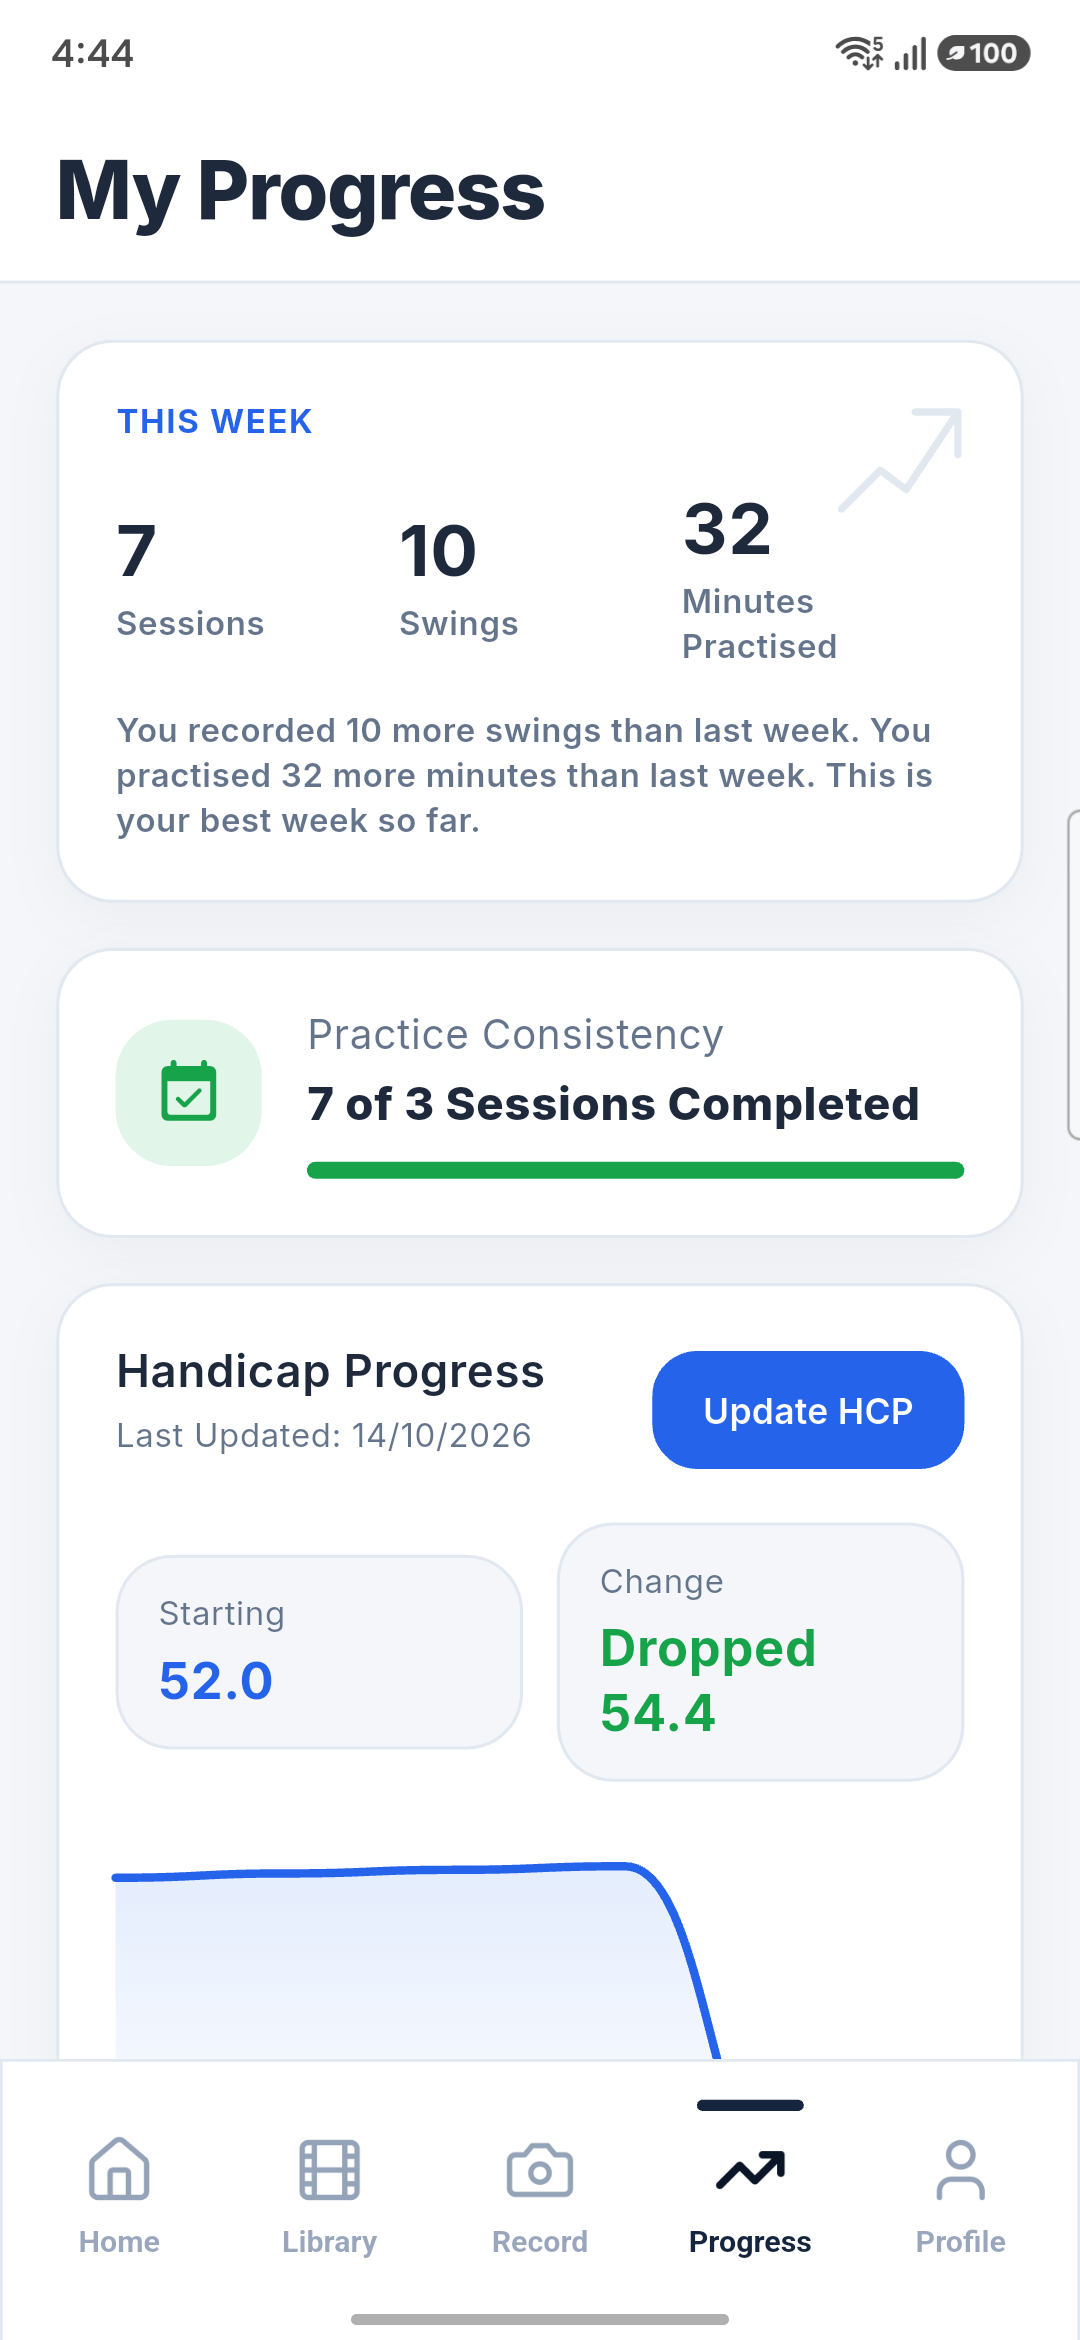 4:44
5
100
My Progress
THIS WEEK
7
Sessions
10
Swings
32
Minutes
Practised
You recorded 10 more swings than last week. You
practised 32 more minutes than last week. This is
your best week so far.
Practice Consistency
7 of 3 Sessions Completed
Handicap Progress
Last Updated: 14/10/2026
Update HCP
Starting
52.0
Change
Dropped
54.4
Home
Library
Record
Progress
Profile